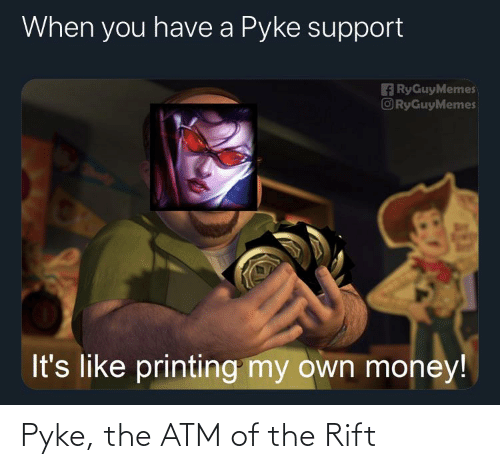 When you have a Pyke support
RyGuyMemes
RyGuyMemes
It's like printing my own money!
Pyke, the ATM of the Rift